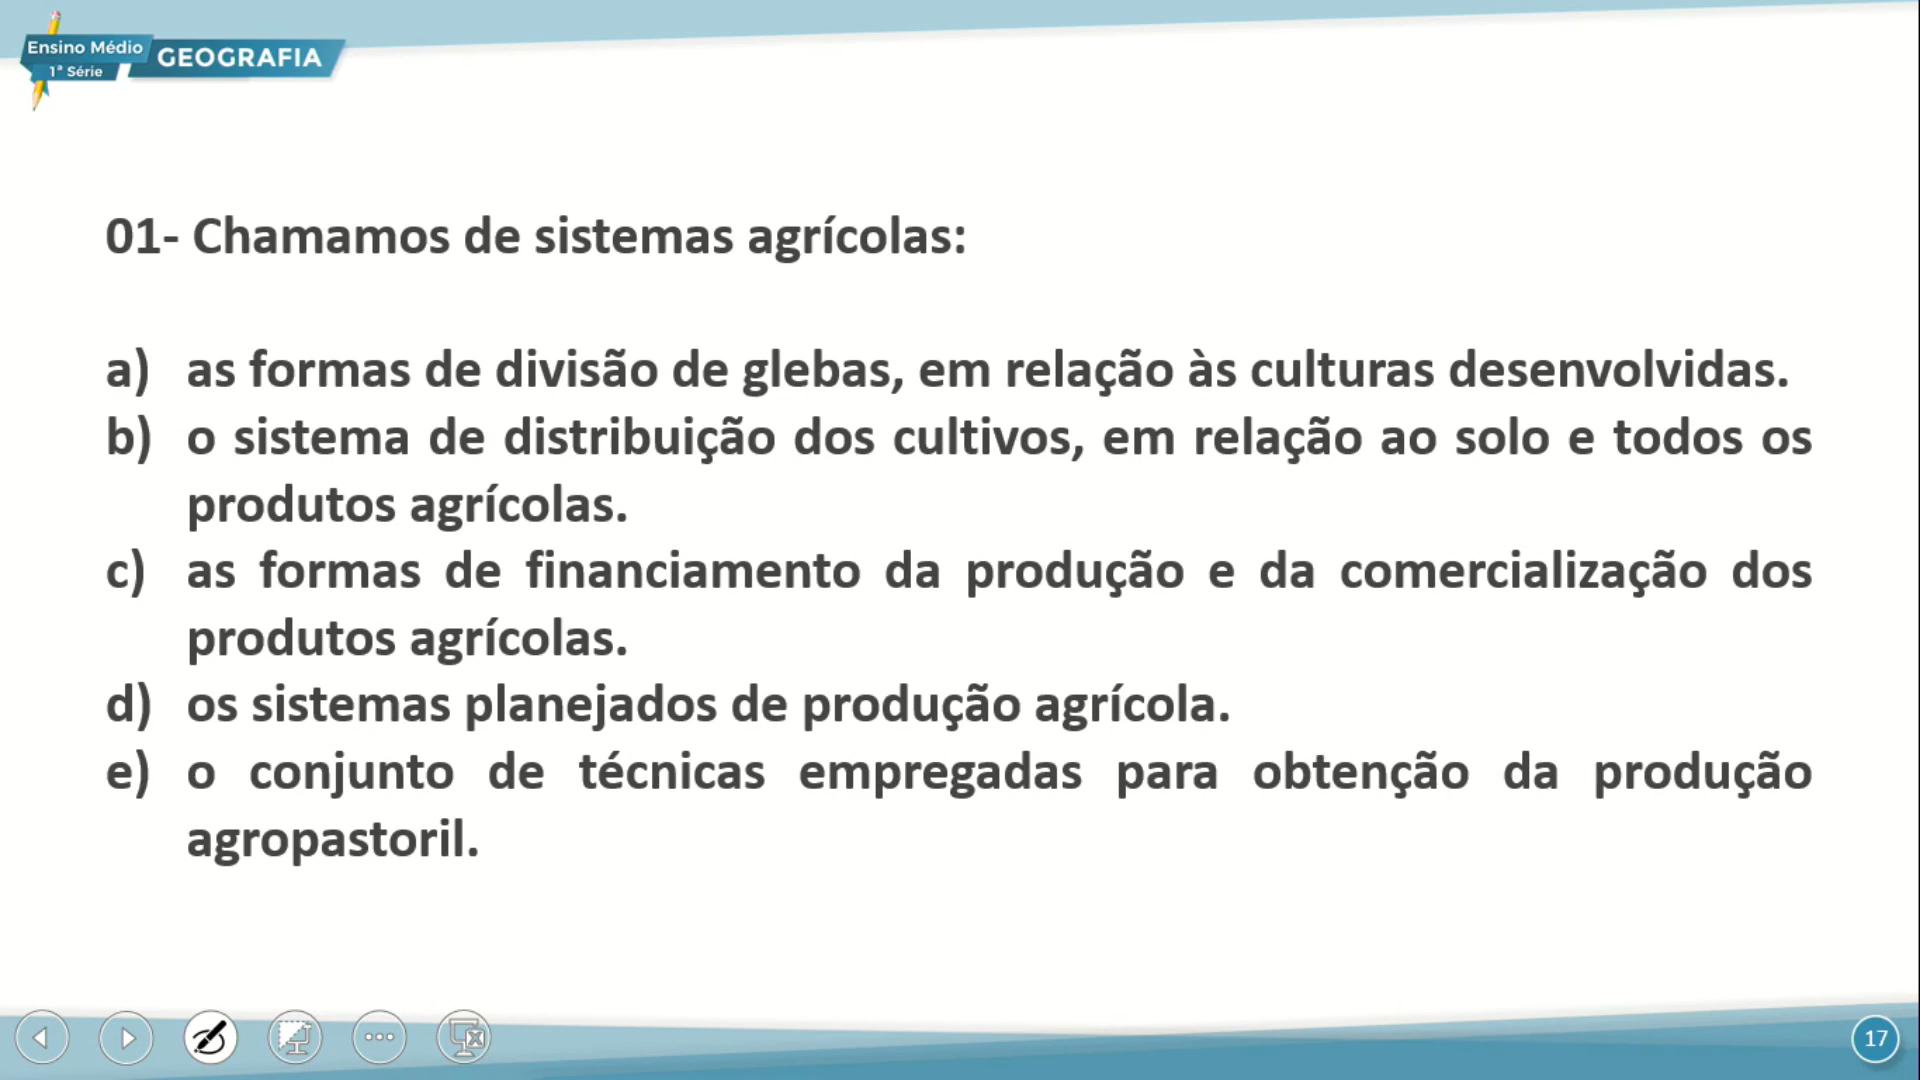 Ensino Médio
1ª Série
GEOGRAFIA
01- Chamamos de sistemas agrícolas:
a) as formas de divisão de glebas, em relação às culturas desenvolvidas.
b) o sistema de distribuição dos cultivos, em relação ao solo e todos os
produtos agrícolas.
c) as formas de financiamento da produção e da comercialização dos
produtos agrícolas.
d) os sistemas planejados de produção agrícola.
e) o conjunto de técnicas empregadas para obtenção da produção
agropastoril.
17